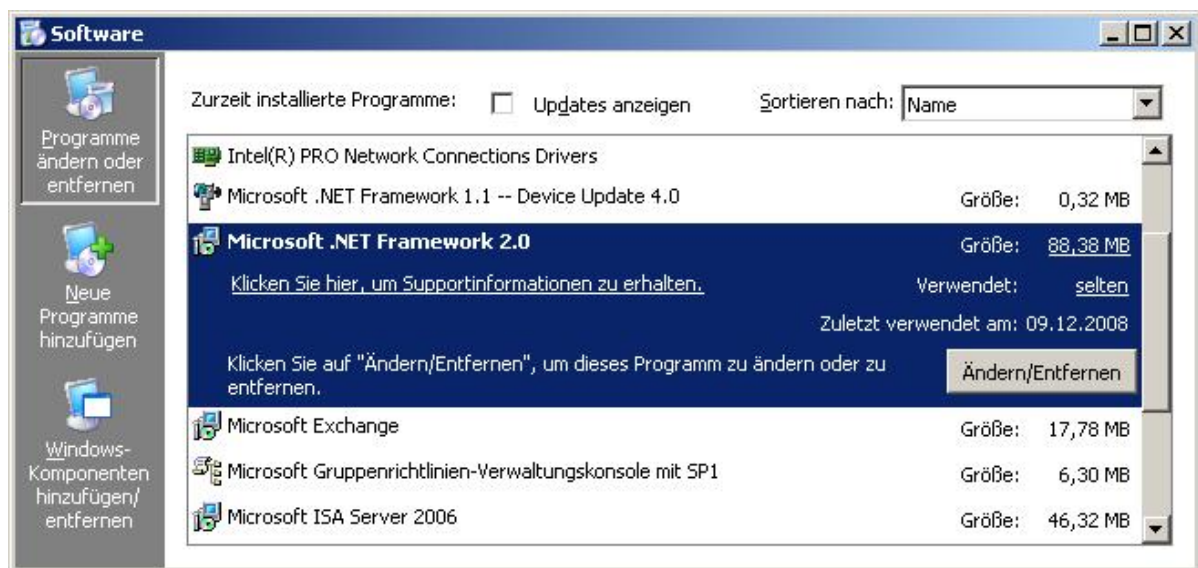 Software
Programme
ändern oder
entfernen
Neue
Programme
hinzufügen
Windows-
Komponenten
hinzufügen/
entfernen
Zurzeit installierte Programme: Updates anzeigen Sortieren nach: Name
Intel(R) PRO Network Connections Drivers
Microsoft .NET Framework 1.1 -- Device Update 4.0 Größe: 0,32 MB
Microsoft .NET Framework 2.0 Größe: 88,38 MB
Klicken Sie hier, um Supportinformationen zu erhalten. Verwendet: selten
Zuletzt verwendet am: 09.12.2008
Klicken Sie auf "Ändern/Entfernen", um dieses Programm zu ändern oder zu
entfernen.
Ändern/Entfernen
Microsoft Exchange Größe: 17,78 MB
Microsoft Gruppenrichtlinien-Verwaltungskonsole mit SP1 Größe: 6,30 MB
Microsoft ISA Server 2006 Größe: 46,32 MB